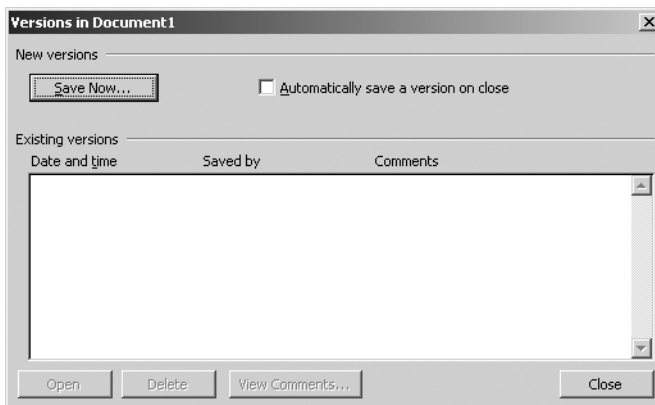 Versions in Document1
New versions
Save Now... Automatically save a version on close
Existing versions
Date and time Saved by Comments
Open Delete View Comments... Close